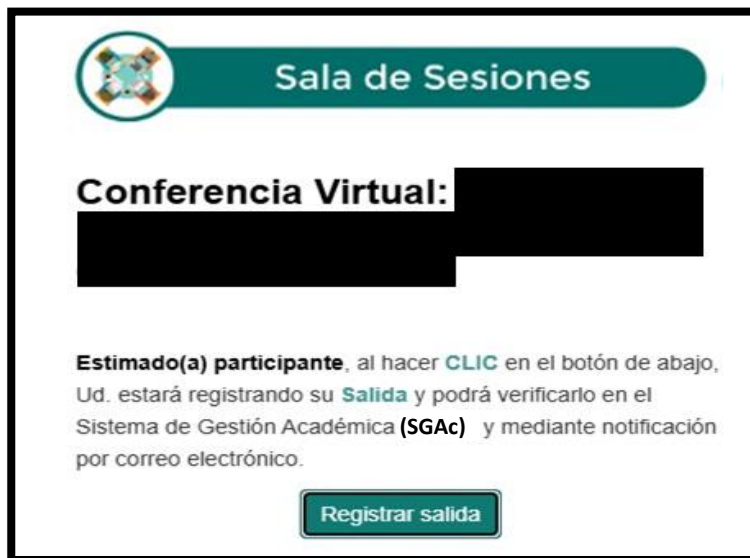 Sala de Sesiones
Conferencia Virtual:
Estimado(a) participante, al hacer CLIC en el botón de abajo,
Ud. estará registrando su Salida y podrá verificarlo en el
Sistema de Gestión Académica (SGAc) y mediante notificación
por correo electrónico.
Registrar salida